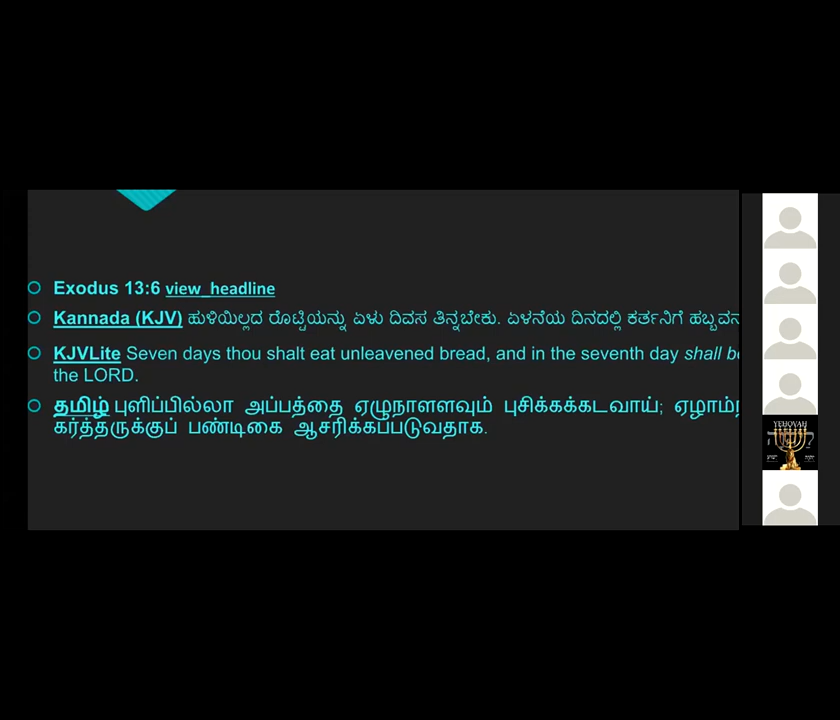 Exodus 13:6 view_headline
Kannada (KJV) ಹುಳಿಯಿಲ್ಲದ ರೊಟ್ಟಿಯನ್ನು ಏಳು ದಿವಸ ತಿನ್ನಬೇಕು. ಏಳನೆಯ ದಿನದಲ್ಲಿ ಕರ್ತನಿಗೆ
KJVLite Seven days thou shalt eat unleavened bread, and in the seventh day shall
the LORD.
தமிழ் புளிப்பில்லா அப்பத்தை ஏழுநாளளவும் புசிக்கக்கடவாய்;
கர்த்தருக்குப் பண்டிகை ஆசரிக்கப்படுவதாக.
YEHOVAH